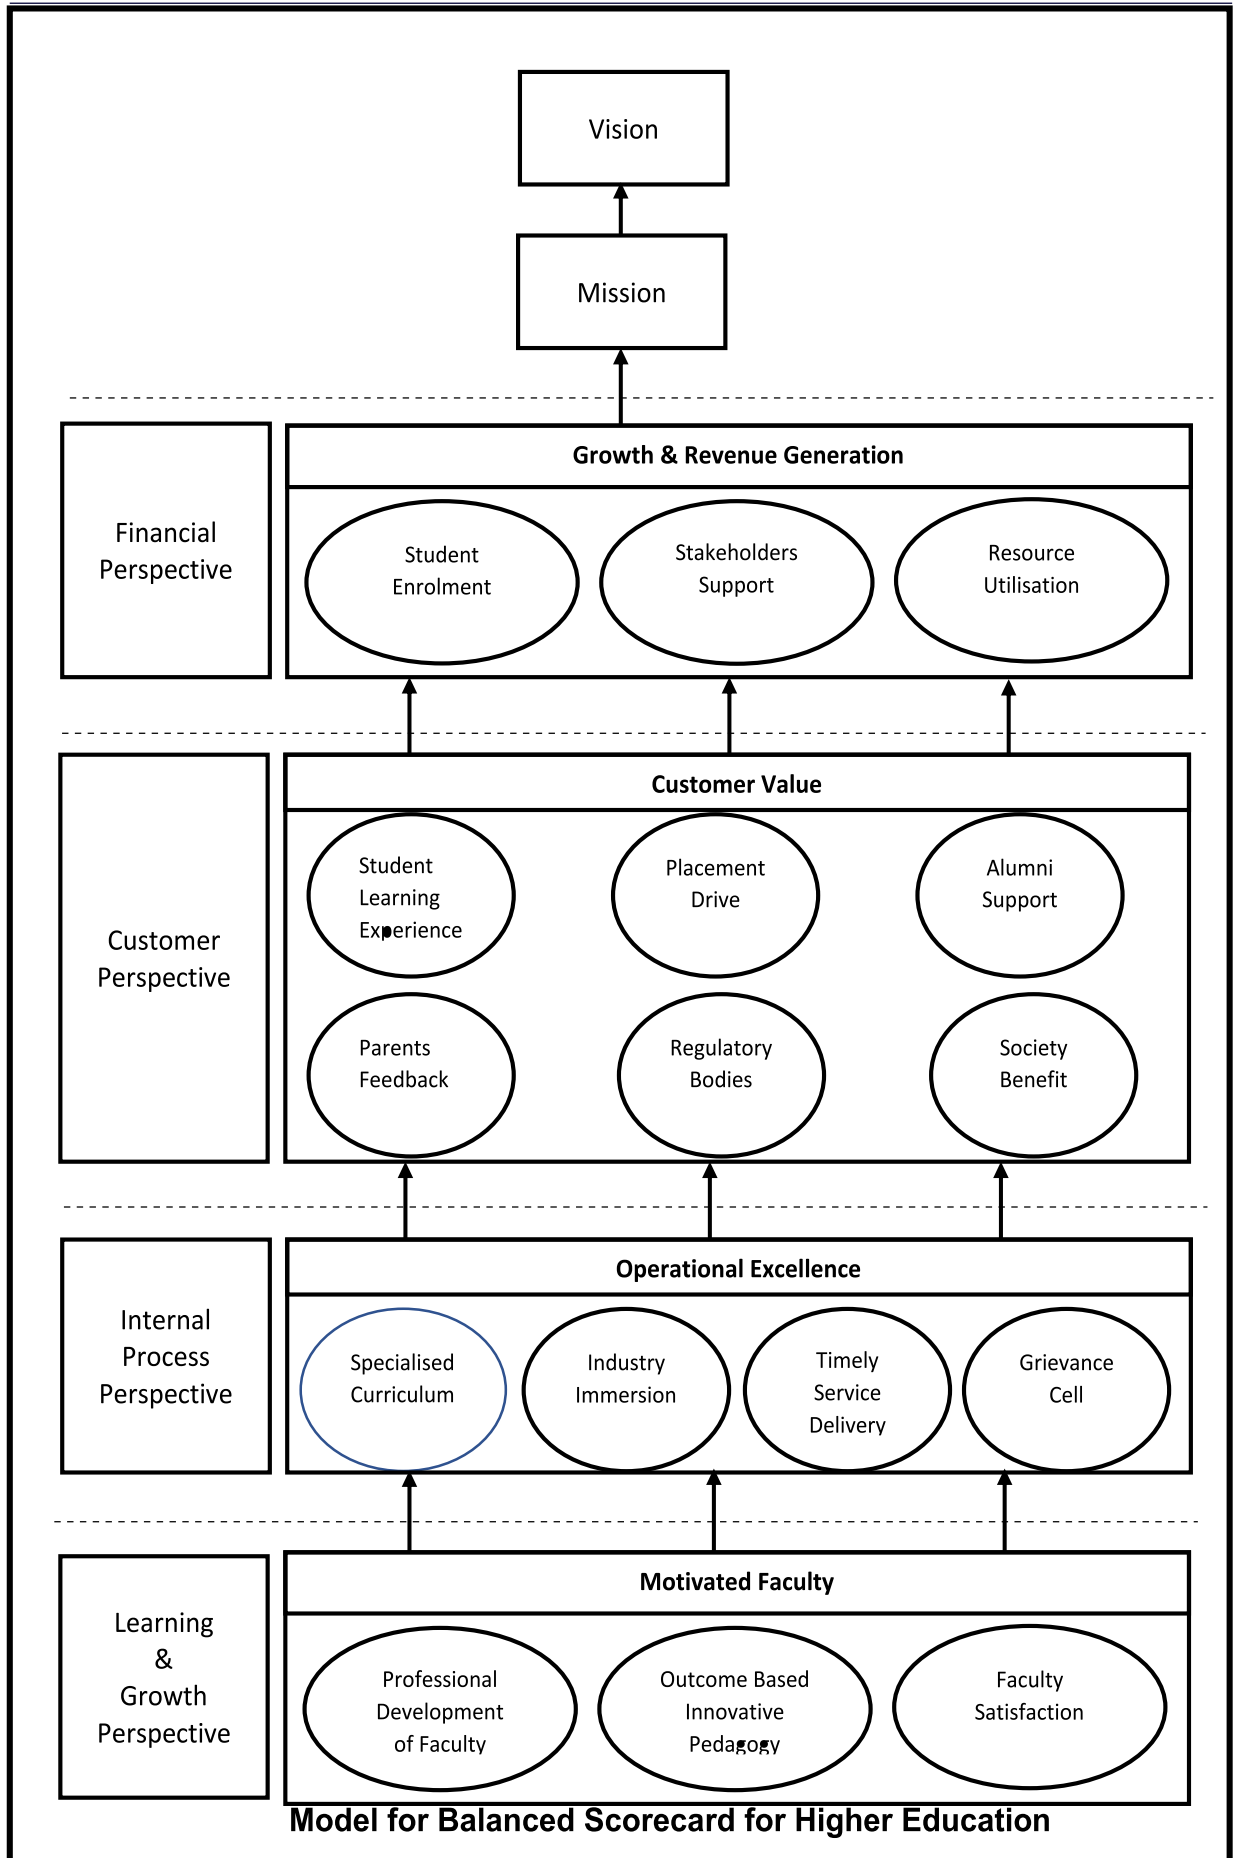 Vision
Mission
Growth & Revenue Generation
Financial
Perspective
Student
Enrolment
Stakeholders
Support
Resource
Utilisation
Customer Value
Customer
Perspective
Student
Learning
Experience
Placement
Drive
Alumni
Support
Parents
Feedback
Regulatory
Bodies
Society
Benefit
Operational Excellence
Internal
Process
Perspective
Specialised
Curriculum
Industry
Immersion
Timely
Service
Delivery
Grievance
Cell
Motivated Faculty
Learning
&
Growth
Perspective
Professional
Development
of Faculty
Outcome Based
Innovative
Pedagogy
Faculty
Satisfaction
Model for Balanced Scorecard for Higher Education